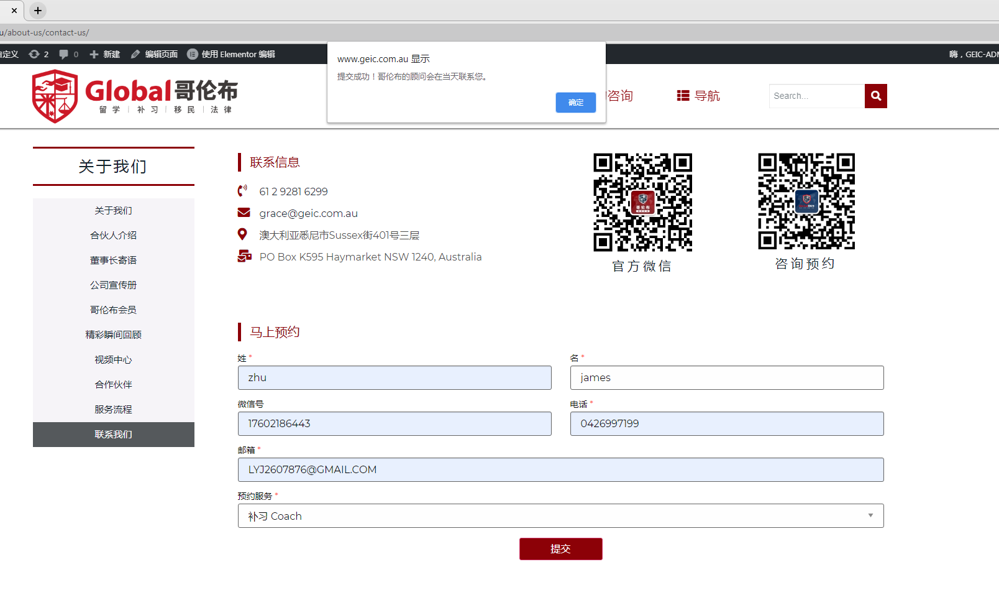 u/about-us/contact-us/
自定义 2 0 新建 编辑页面 使用 Elementor 编辑
嗨，GEIC-ADM
www.geic.com.au 显示
提交成功！哥伦布的顾问会在当天联系您。
确定
Global 哥伦布
留学 | 补习 | 移民 | 法律
咨询
导航
Search...
关于我们
关于我们
合伙人介绍
董事长寄语
公司宣传册
哥伦布会员
精彩瞬间回顾
视频中心
合作伙伴
服务流程
联系我们
联系信息
61 2 9281 6299
grace@geic.com.au
澳大利亚悉尼市Sussex街401号三层
PO Box K595 Haymarket NSW 1240, Australia
哥伦布
官方微信
咨询预约
马上预约
姓 *
zhu
名 *
james
微信号
17602186443
电话 *
0426997199
邮箱 *
LYJ2607876@GMAIL.COM
预约服务 *
补习 Coach
提交